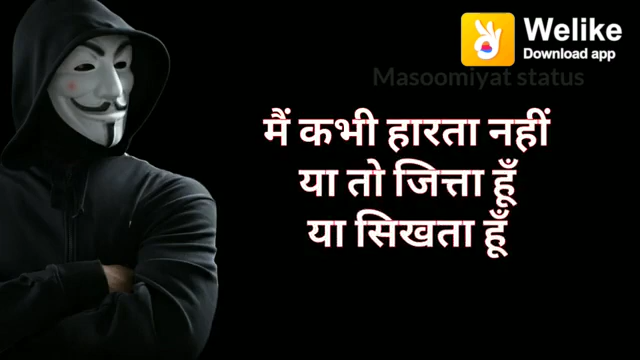 Welike
Download app
Masoomiyat status
मैं कभी हारता नहीं
या तो जित्ता हूँ
या सिखता हूँ